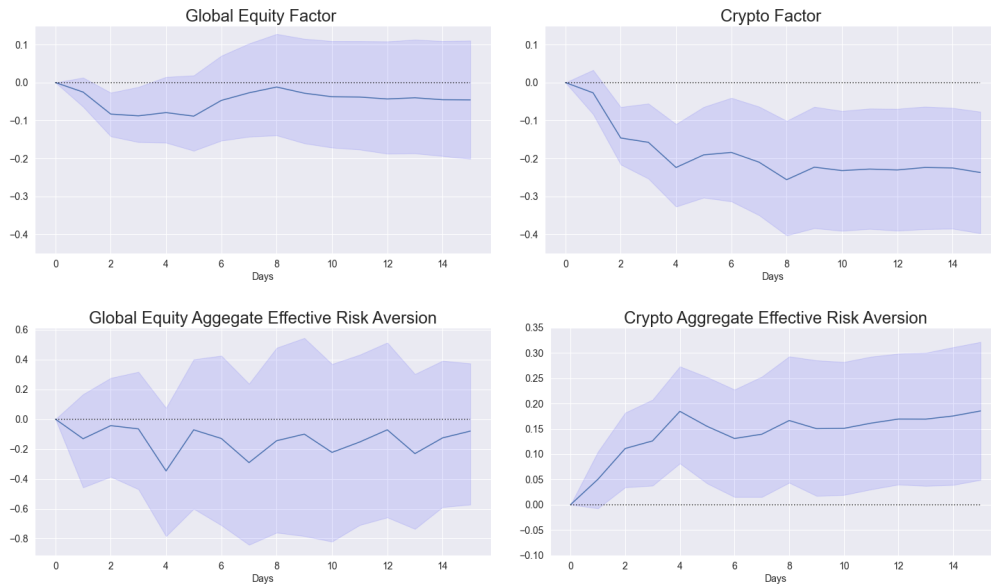 Global Equity Factor
0.1
0.0
−0.1
−0.2
−0.3
−0.4
0 2 4 6 8 10 12 14
Days
Crypto Factor
0.1
0.0
−0.1
−0.2
−0.3
−0.4
0 2 4 6 8 10 12 14
Days
Global Equity Aggegate Effective Risk Aversion
0.6
0.4
0.2
0.0
−0.2
−0.4
−0.6
−0.8
0 2 4 6 8 10 12 14
Days
Crypto Aggregate Effective Risk Aversion
0.35
0.30
0.25
0.20
0.15
0.10
0.05
0.00
−0.05
−0.10
0 2 4 6 8 10 12 14
Days